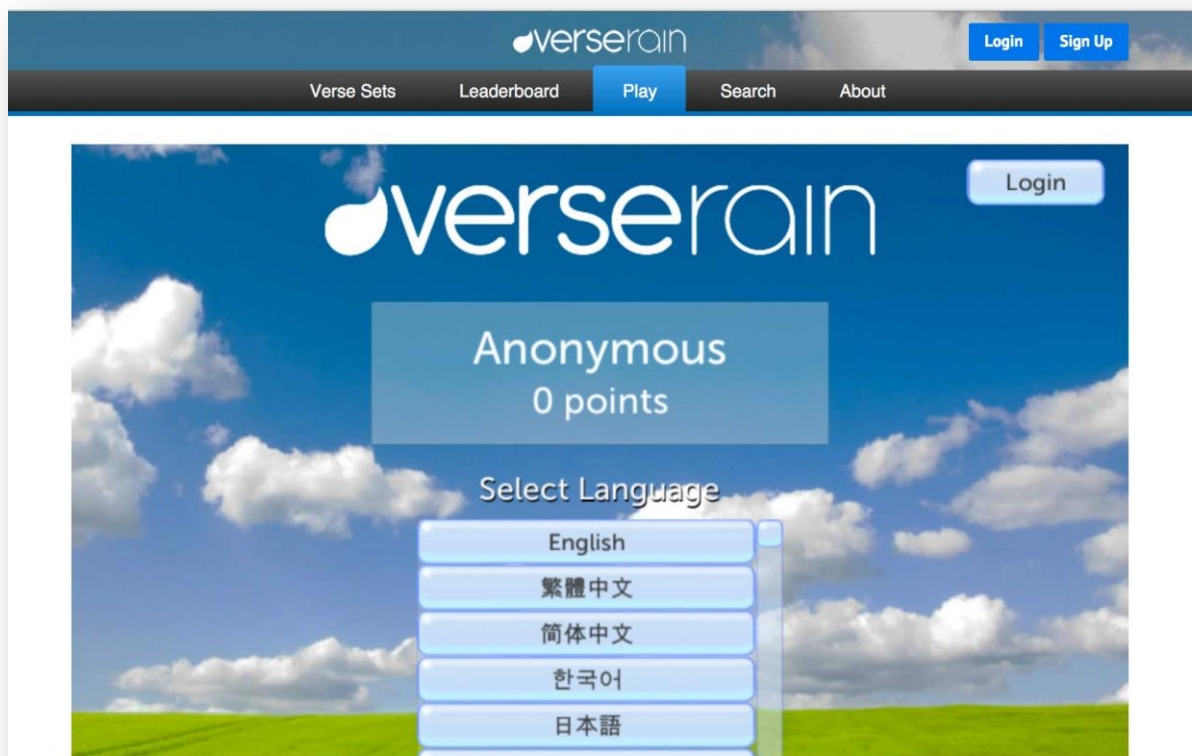 verserain
Login Sign Up
Verse Sets Leaderboard Play Search About
verserain
Login
Anonymous
0 points
Select Language
English
繁體中文
简体中文
한국어
日本語